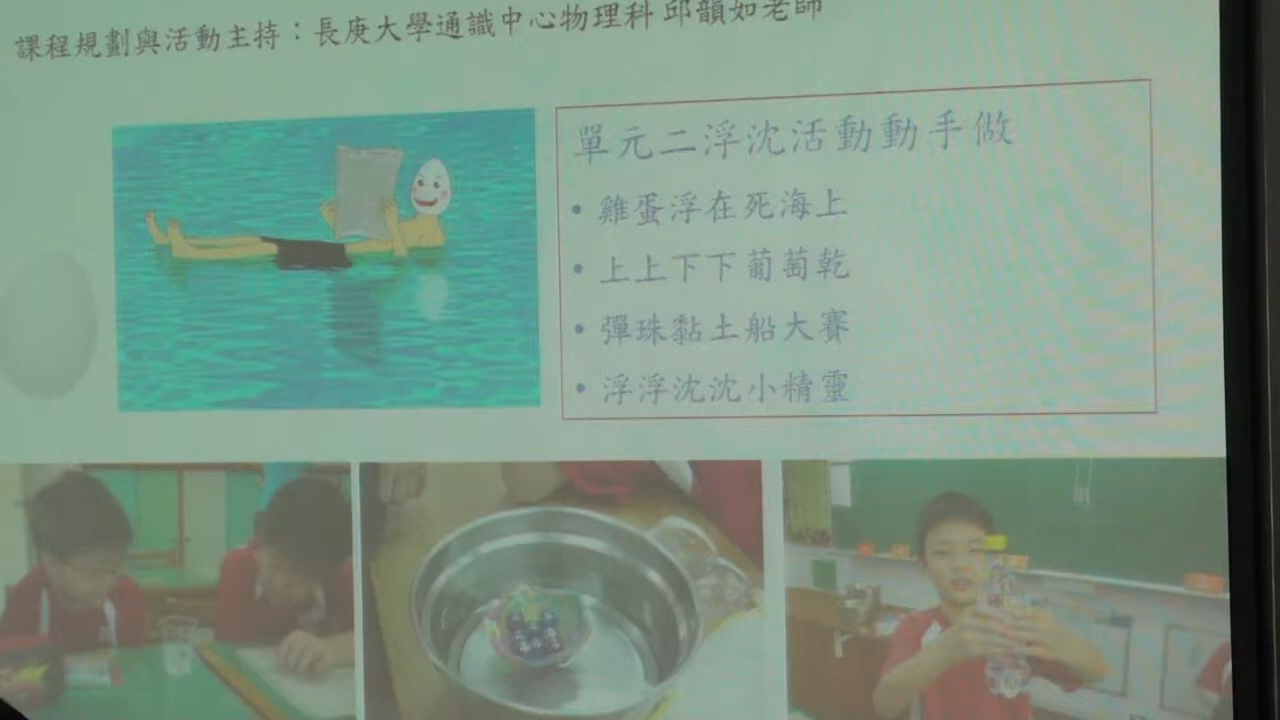 課程規劃與活動主持：長庚大學通識中心物理科 邱韻如老師
單元二浮沈活動動手做
• 雞蛋浮在死海上
• 上上下下葡萄乾
• 彈珠黏土船大賽
• 浮浮沈沈小精靈